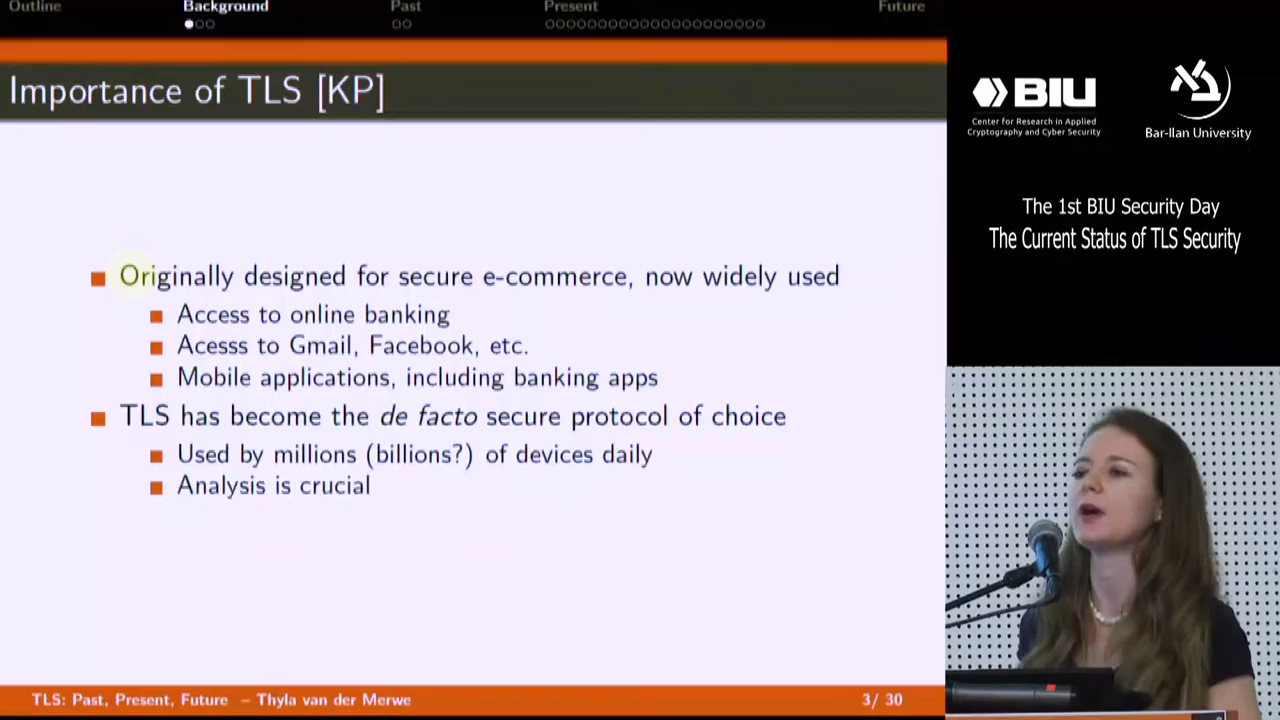 Outline Background Past Present Future
Importance of TLS [KP]
Originally designed for secure e-commerce, now widely used
Access to online banking
Acesss to Gmail, Facebook, etc.
Mobile applications, including banking apps
TLS has become the de facto secure protocol of choice
Used by millions (billions?) of devices daily
Analysis is crucial
TLS: Past, Present, Future – Thyla van der Merwe 3/ 30
BIU
Center for Research in Applied
Cryptography and Cyber Security
Bar-Ilan University
The 1st BIU Security Day
The Current Status of TLS Security